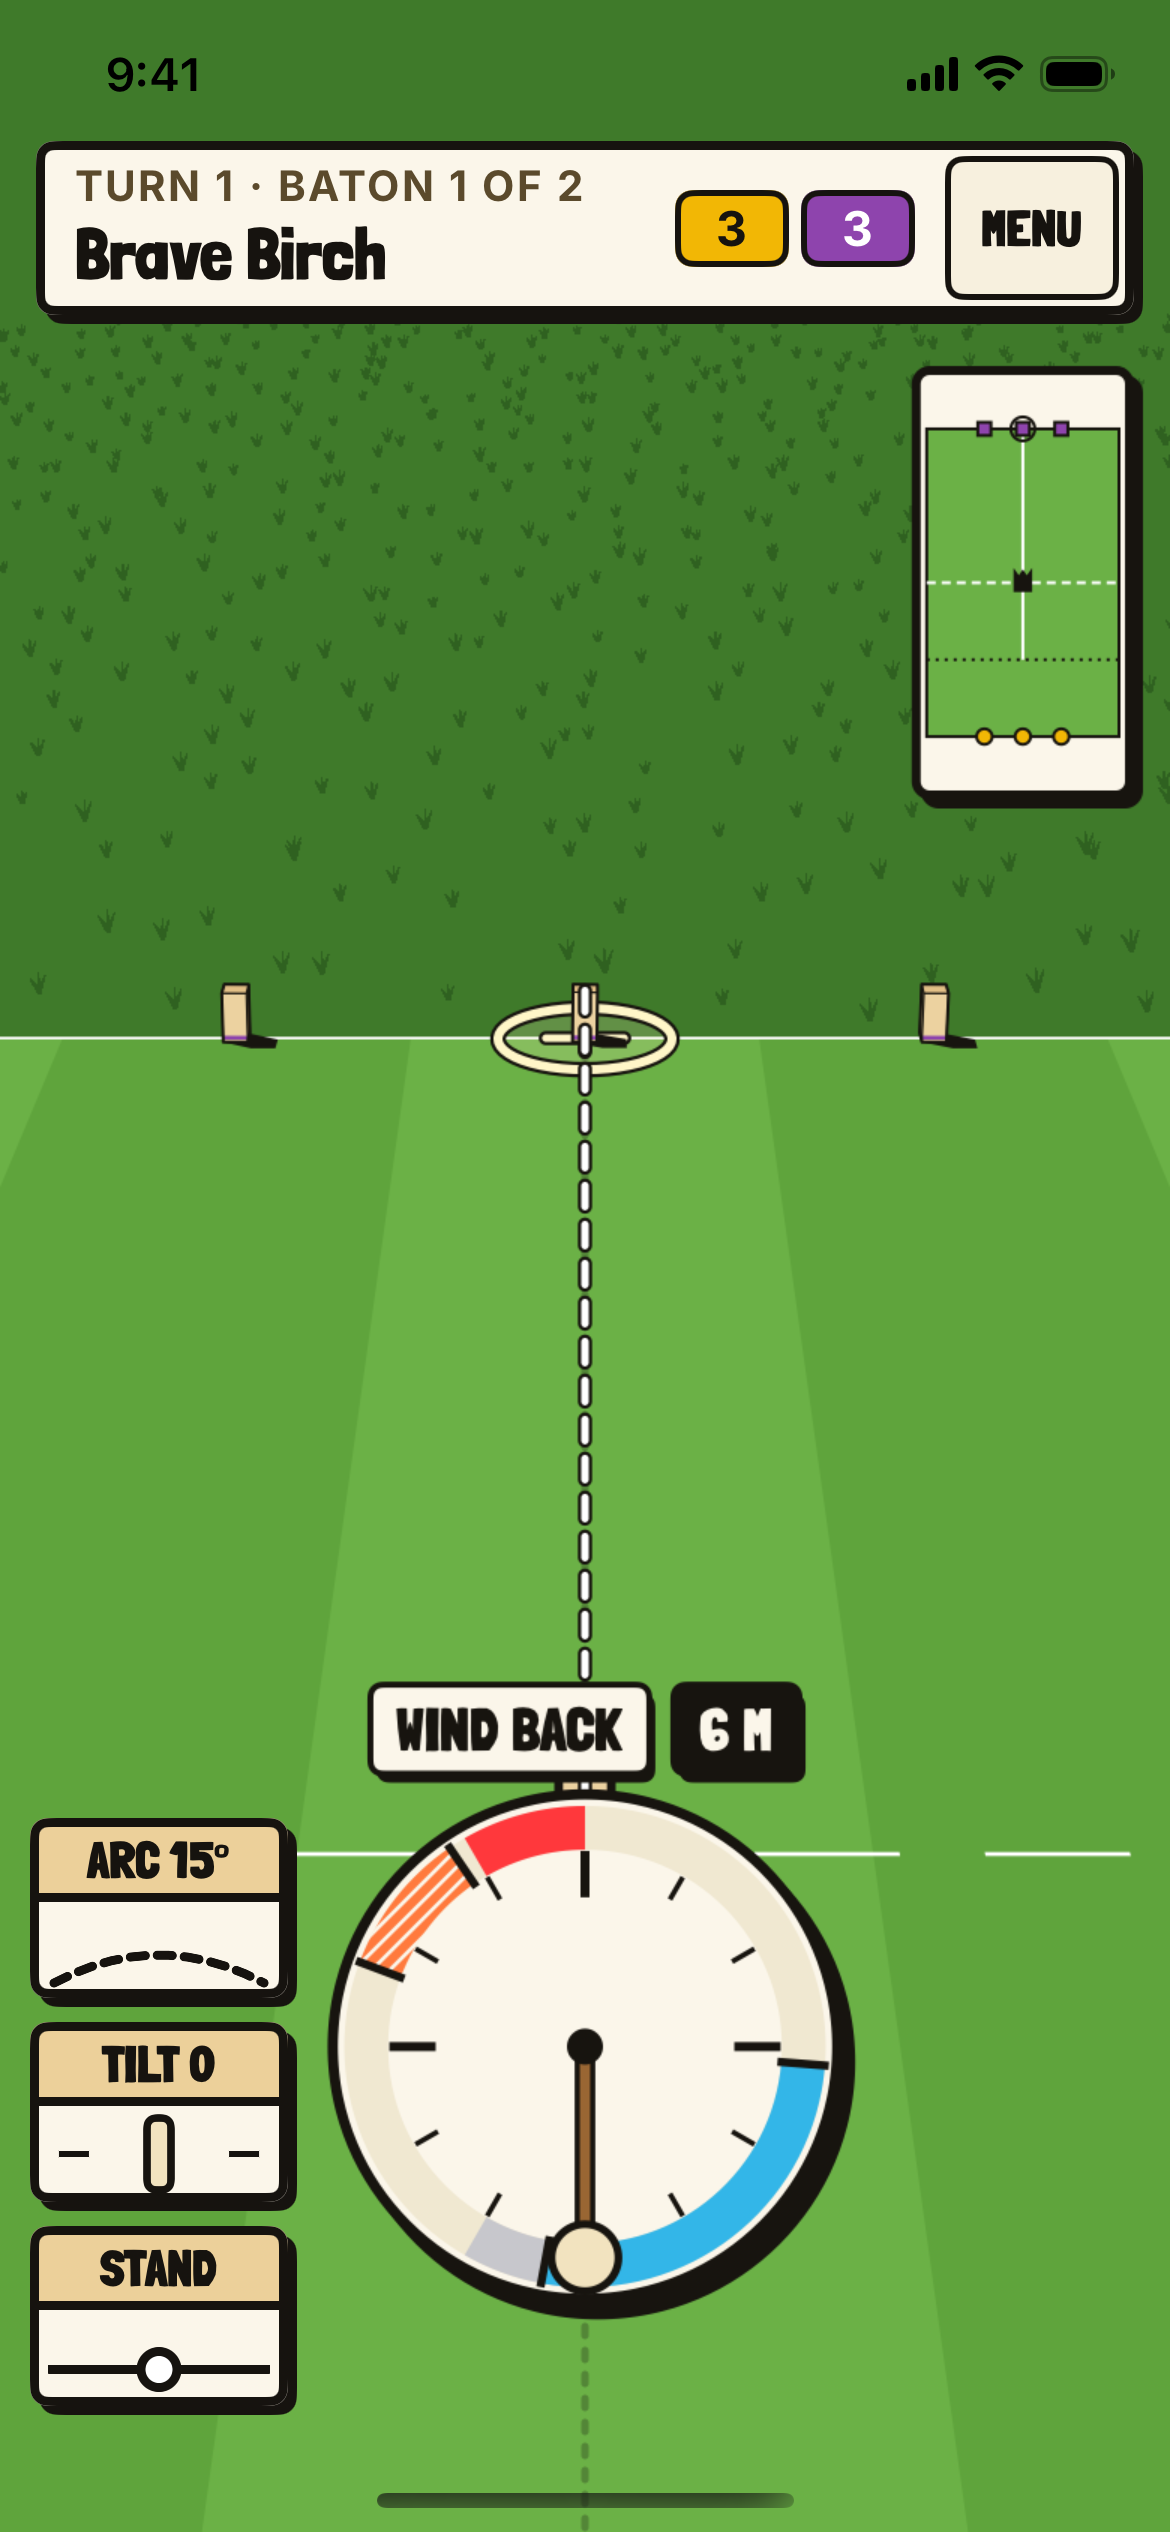 9:41
TURN 1 · BATON 1 OF 2
Brave Birch
3
3
MENU
WIND BACK
6 M
ARC 15°
TILT 0
STAND